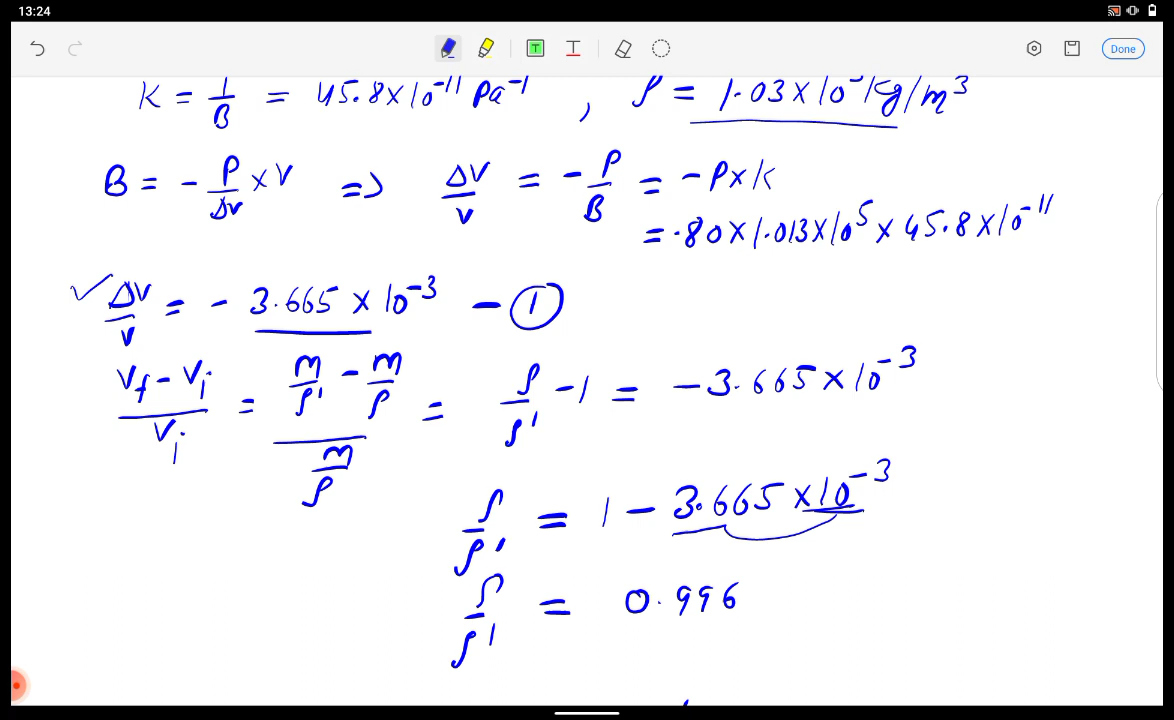 13:24
Done
K = 1/B = 45.8×10⁻¹¹ Pa⁻¹ , ρ = 1.03×10³ kg/m³
B = - P/ΔV × V => ΔV/V = - P/B = - P×K
= -80×1.013×10⁵ × 45.8×10⁻¹¹
✓ ΔV/V = - 3.665 × 10⁻³ - ①
(Vf - Vi)/Vi = (m/ρ' - m/ρ)/(m/ρ) = ρ/ρ' - 1 = - 3.665 × 10⁻³
ρ/ρ' = 1 - 3.665 × 10⁻³
ρ/ρ' = 0.996